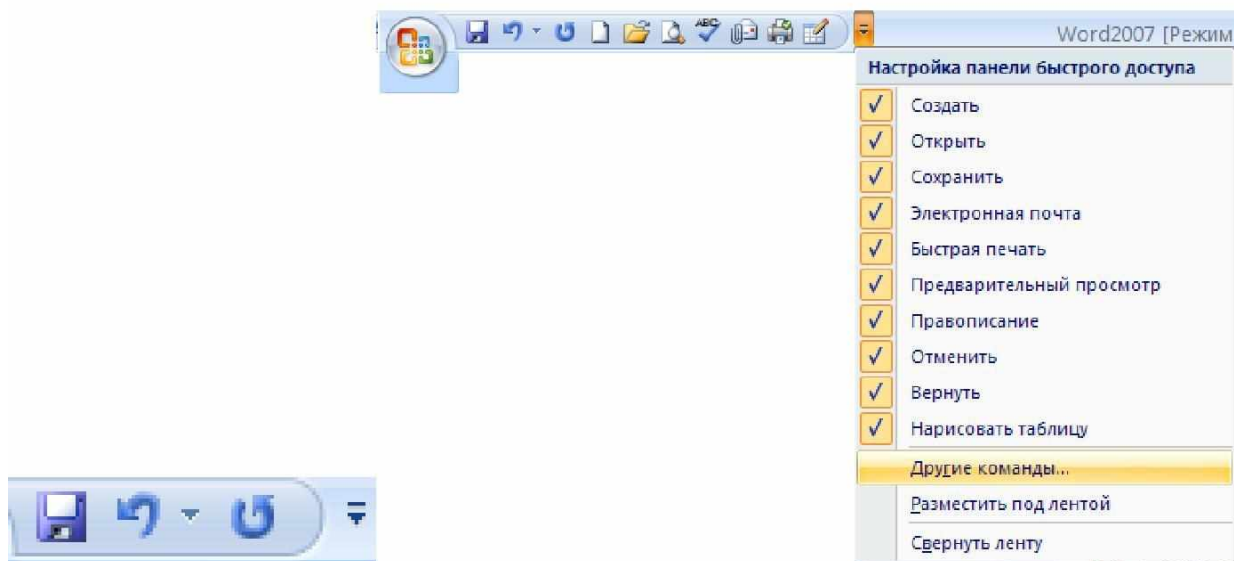 ABC
Word2007 [Режим
Настройка панели быстрого доступа
Создать
Открыть
Сохранить
Электронная почта
Быстрая печать
Предварительный просмотр
Правописание
Отменить
Вернуть
Нарисовать таблицу
Другие команды...
Разместить под лентой
Свернуть ленту